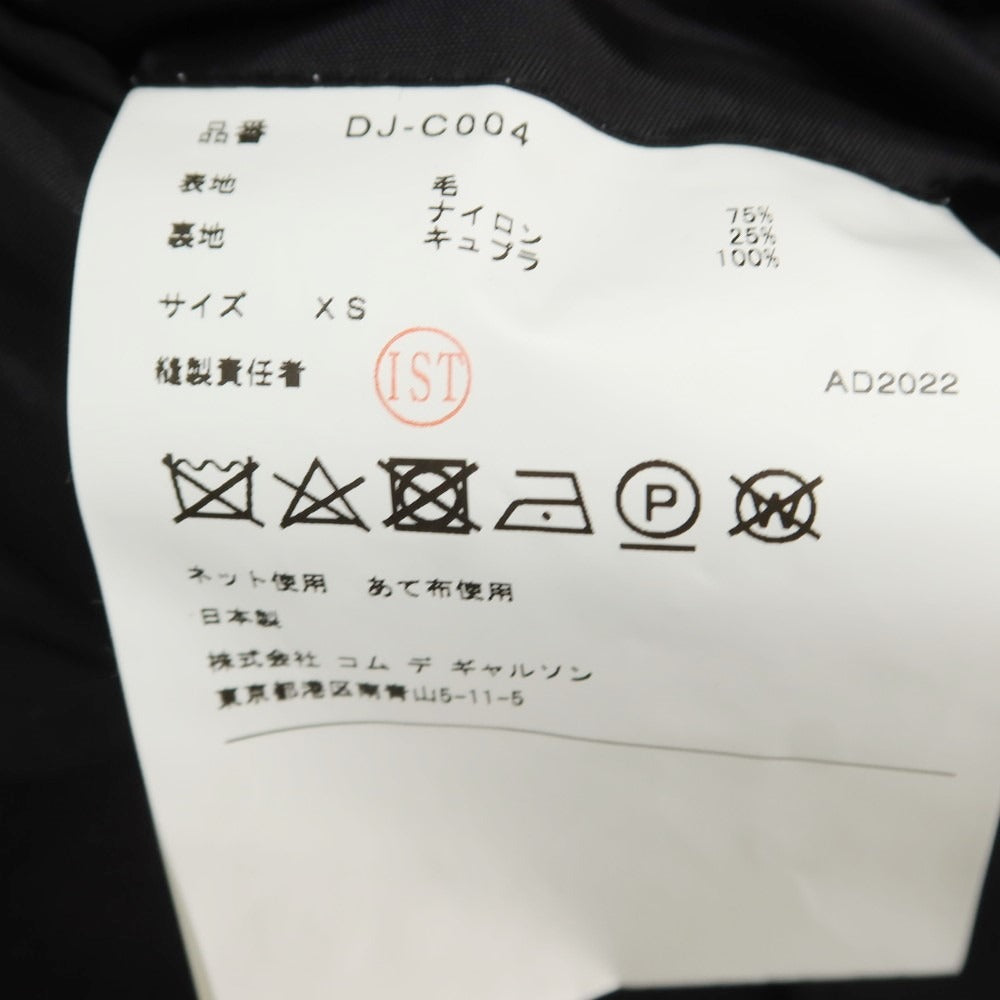 品番 DJ-C004
表地 毛 75%
ナイロン 25%
裏地 キュプラ 100%
サイズ XS
縫製責任者 IST AD2022
P W
ネット使用 あて布使用
日本製
株式会社 コム デ ギャルソン
東京都港区南青山5-11-5